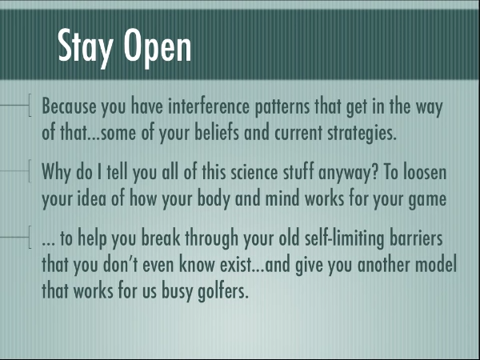 Stay Open
Because you have interference patterns that get in the way
of that...some of your beliefs and current strategies.
Why do I tell you all of this science stuff anyway? To loosen
your idea of how your body and mind works for your game
... to help you break through your old self-limiting barriers
that you don't even know exist...and give you another model
that works for us busy golfers.